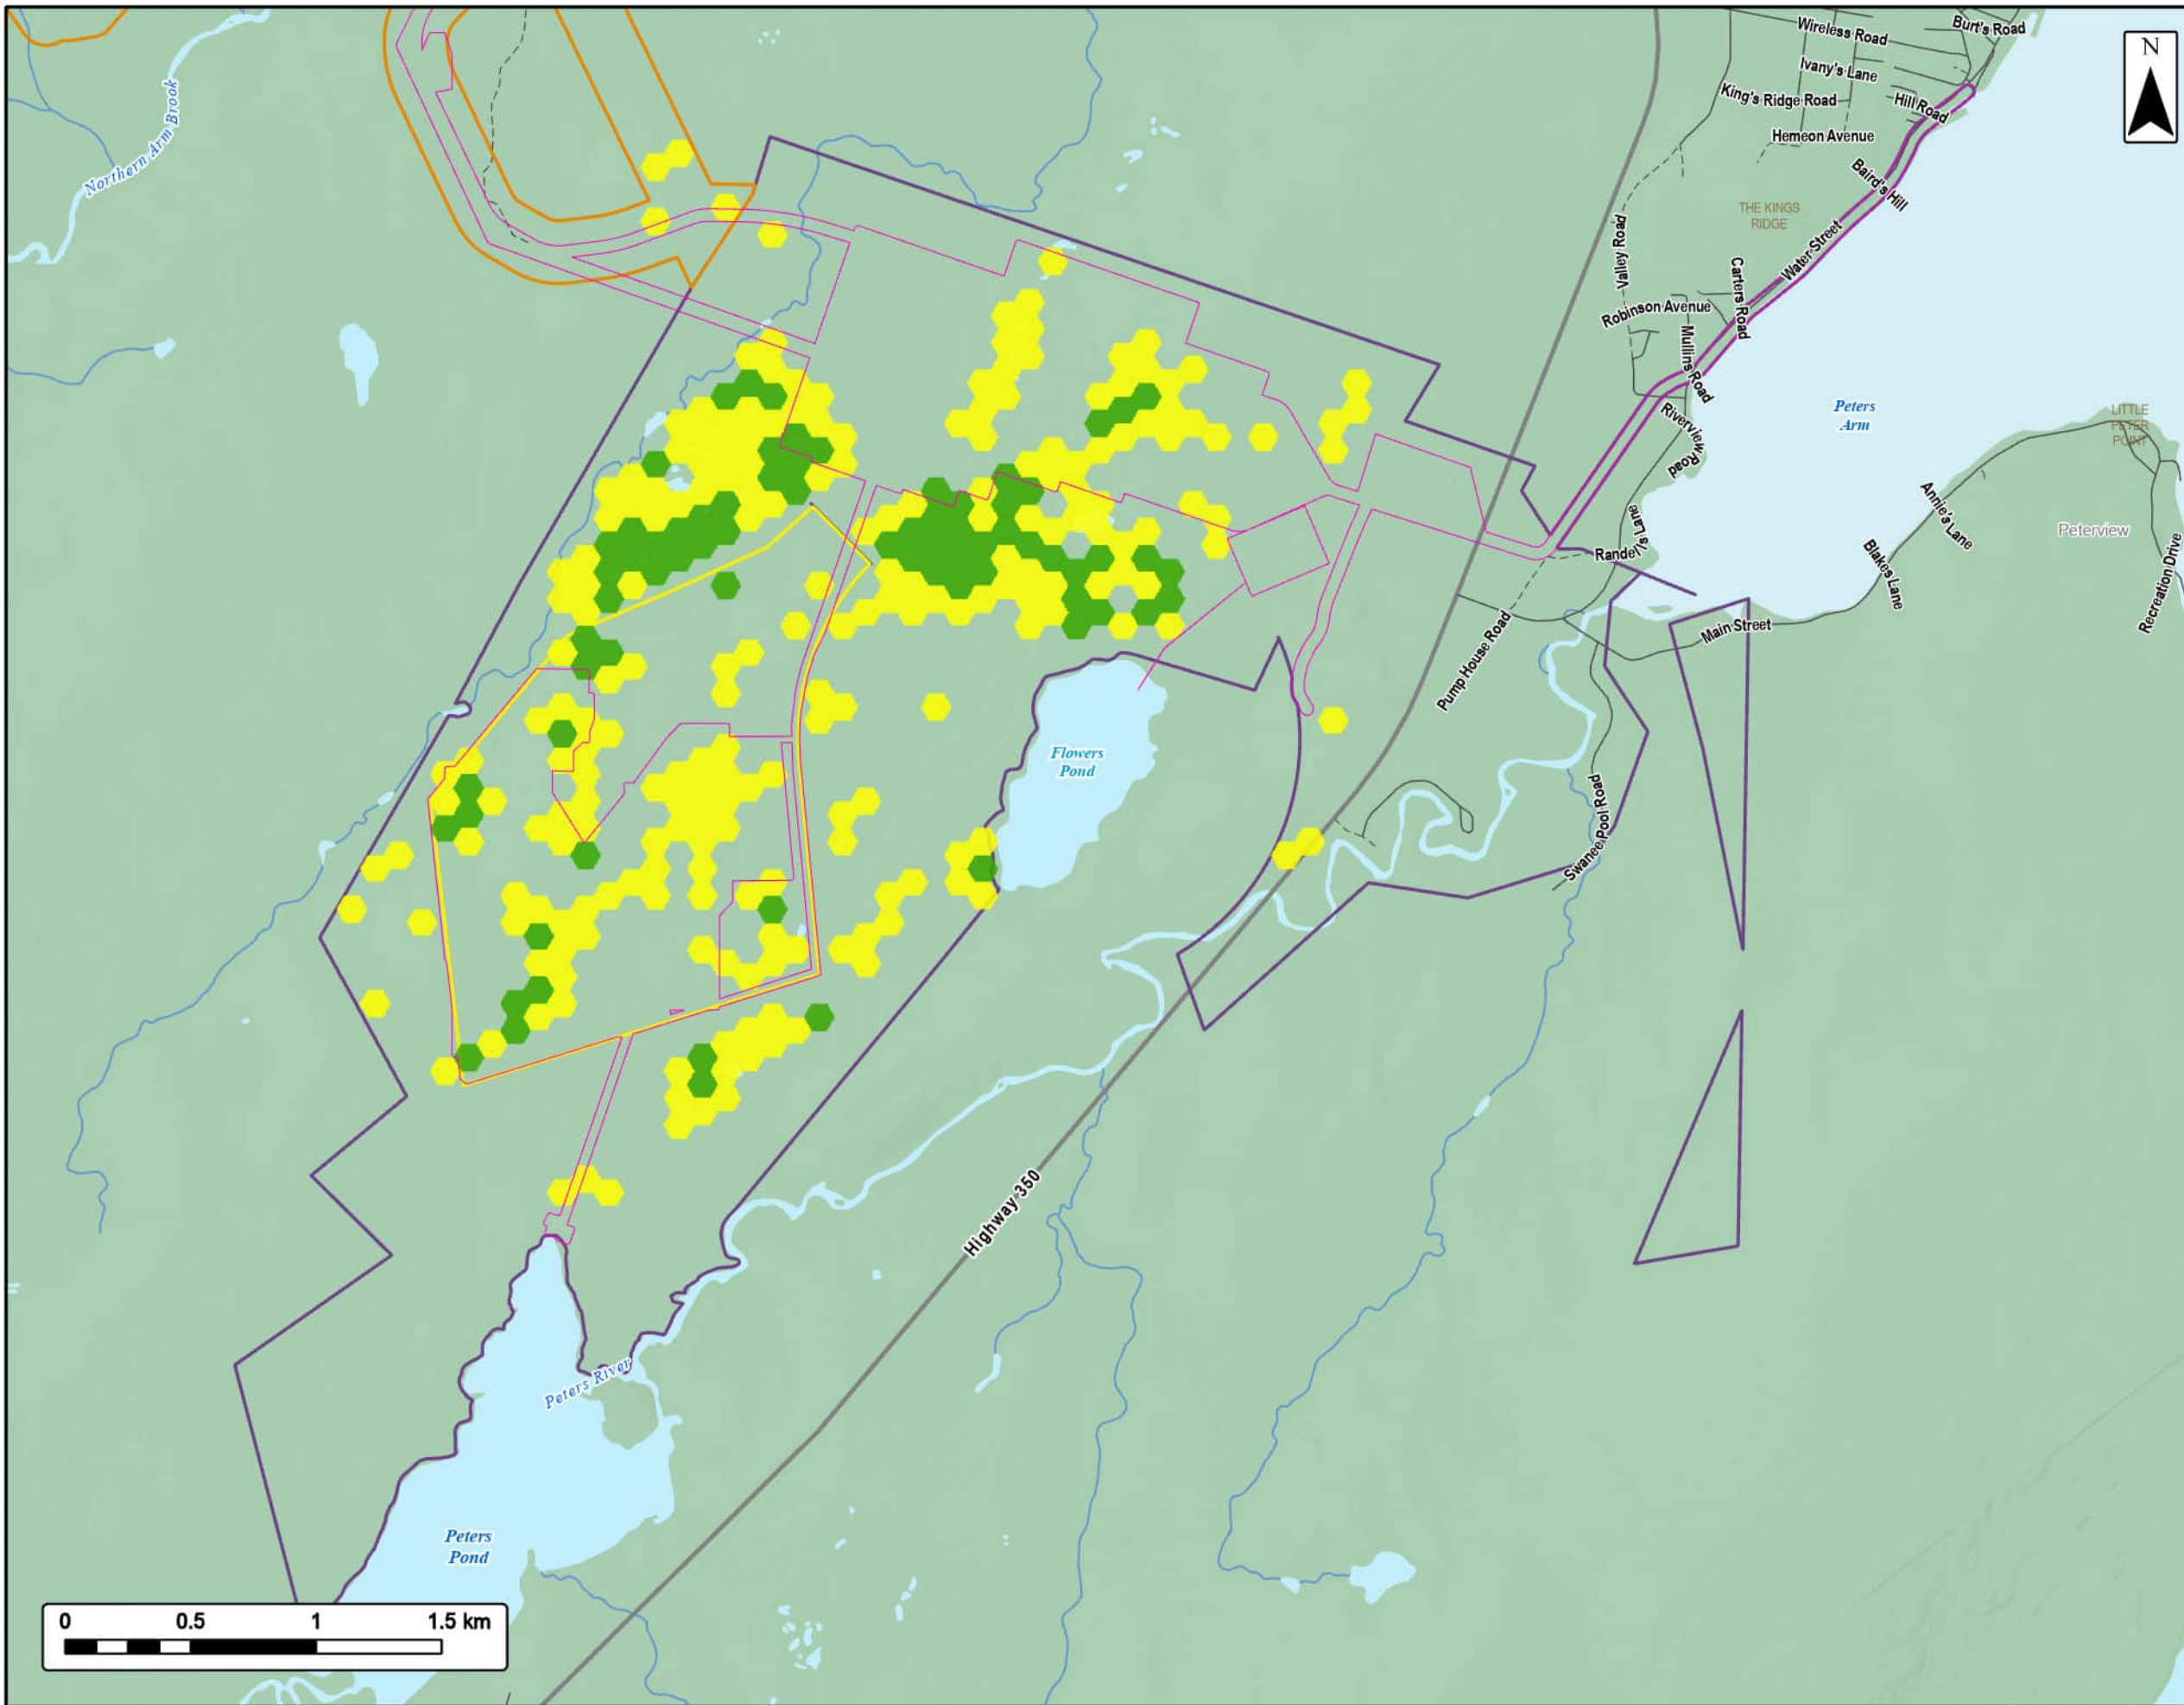 Wireless Road
Burt's Road
N
Ivany's Lane
King's Ridge Road
Hill Road
Hemeon Avenue
Northern Arm Brook
Baird's Hill
THE KINGS
RIDGE
Valley Road
Water Street
Carters Road
Robinson Avenue
Mullins Road
Riverview Road
Peters
Arm
LITTLE
PETER
POINT
Annie's Lane
Peterview
Blakes Lane
Recreation Drive
Randell's Lane
Main Street
Pump House Road
Flowers
Pond
Swanee Pool Road
Highway 350
Peters River
Peters
Pond
0 0.5 1 1.5 km